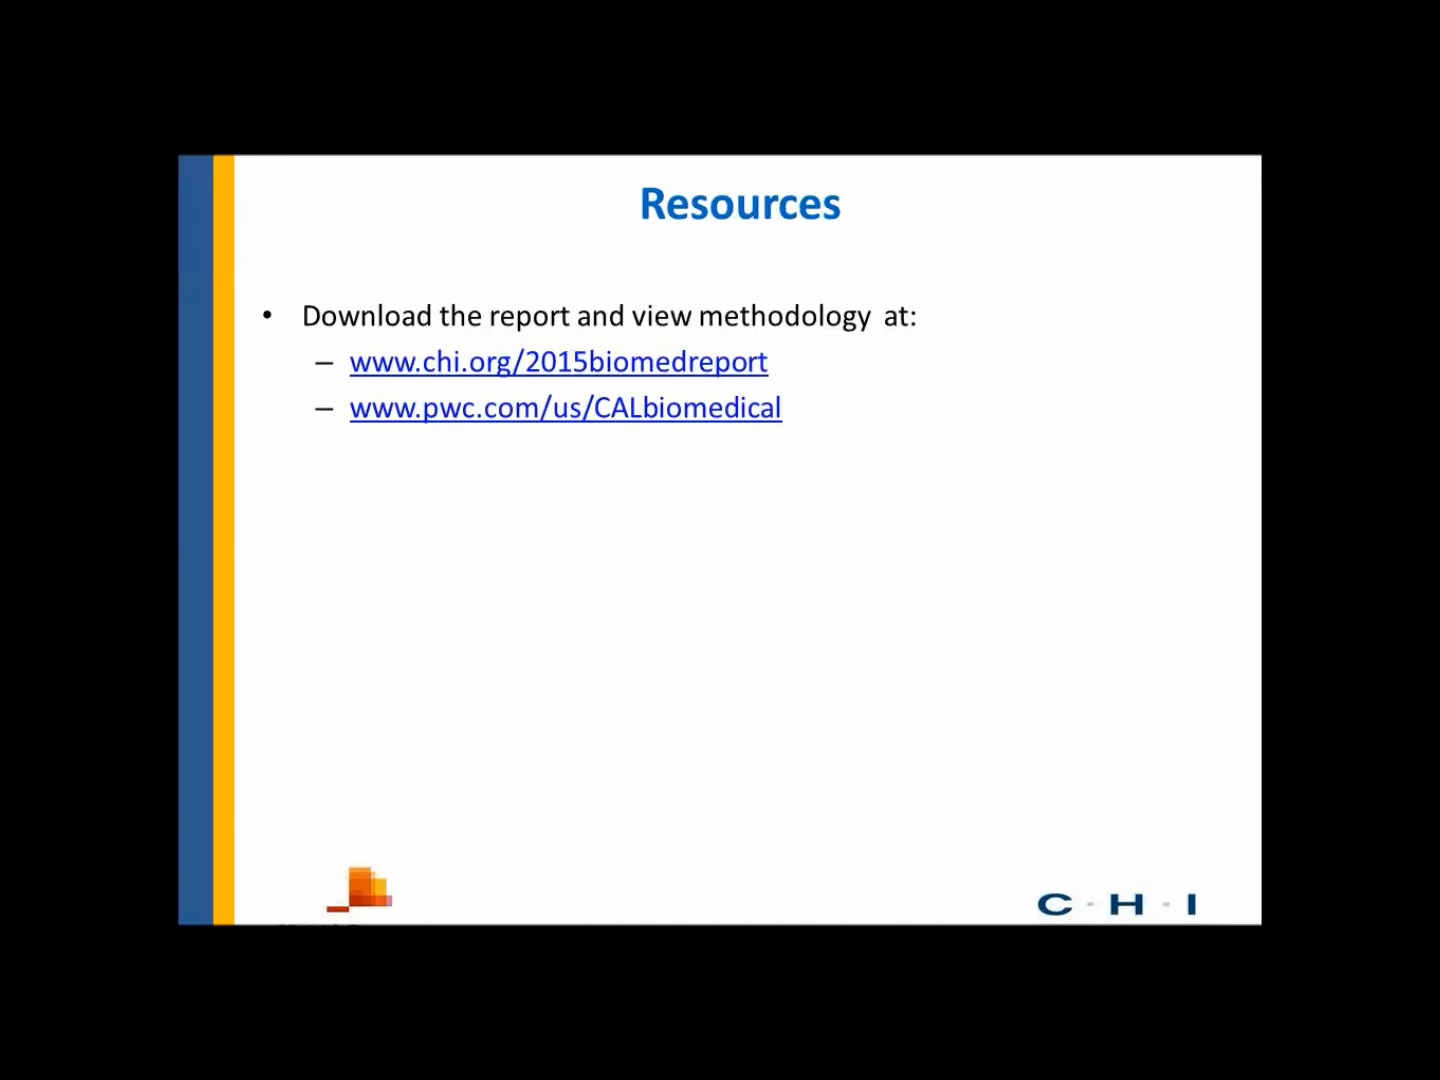 Resources
• Download the report and view methodology at:
– www.chi.org/2015biomedreport
– www.pwc.com/us/CALbiomedical
C - H - I